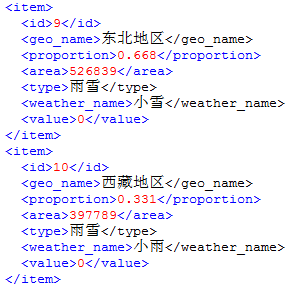 <item>
<id>9</id>
<geo_name>东北地区</geo_name>
<proportion>0.668</proportion>
<area>526839</area>
<type>雨雪</type>
<weather_name>小雪</weather_name>
<value>0</value>
</item>
<item>
<id>10</id>
<geo_name>西藏地区</geo_name>
<proportion>0.331</proportion>
<area>397789</area>
<type>雨雪</type>
<weather_name>小雨</weather_name>
<value>0</value>
</item>